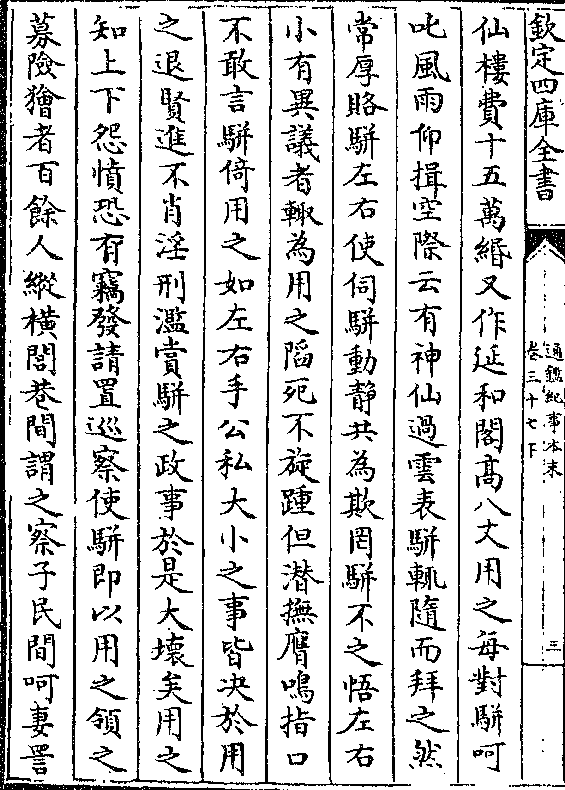 欽定四庫全書
通鑑紀事本末
卷三十七下
三
仙樓費十五萬緡又作延和閣高八丈用之每對駢呵
叱風雨仰揖空際云有神仙過雲表駢輒隨而拜之然
常厚賂駢左右使伺駢動靜共為欺罔駢不之悟左右
小有異議者輒為用之陷死不旋踵但潛撫膺鳴指口
不敢言駢倚用之如左右手公私大小之事皆决於用
之退賢進不肖淫刑濫賞駢之政事於是大壞矣用之
知上下怨憤恐有竊發請置巡察使駢即以用之領之
募險獪者百餘人縱横閭巷間謂之察子民間呵妻詈